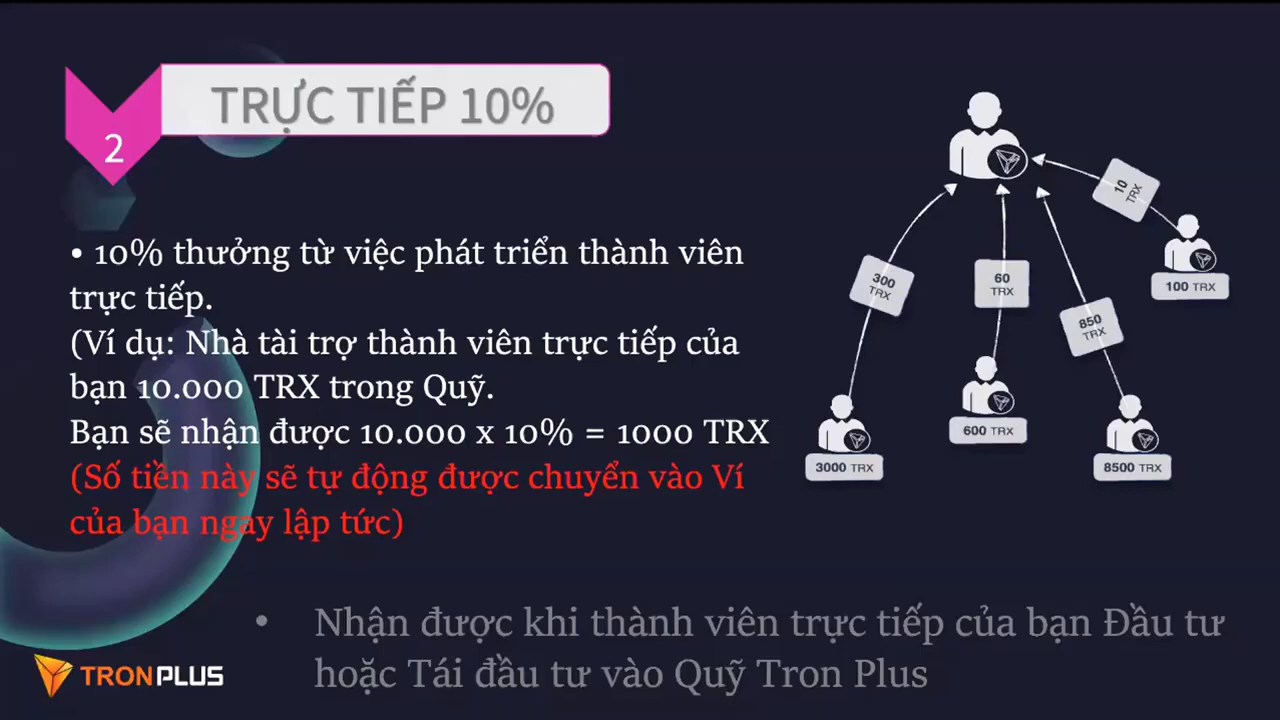 2
TRỰC TIẾP 10%
• 10% thưởng từ việc phát triển thành viên
trực tiếp.
(Ví dụ: Nhà tài trợ thành viên trực tiếp của
bạn 10.000 TRX trong Quỹ.
Bạn sẽ nhận được 10.000 x 10% = 1000 TRX
(Số tiền này sẽ tự động được chuyển vào Ví
của bạn ngay lập tức)
10
TRX
100 TRX
300
TRX
60
TRX
850
TRX
600 TRX
3000 TRX
8500 TRX
• Nhận được khi thành viên trực tiếp của bạn Đầu tư
hoặc Tái đầu tư vào Quỹ Tron Plus
TRONPLUS